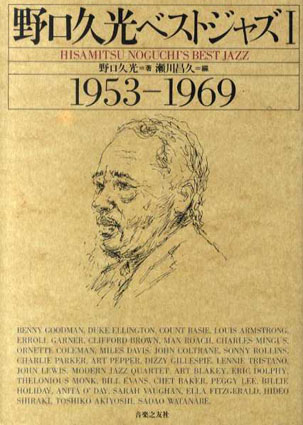 野口久光ベストジャズI
HISAMITSU NOGUCHI'S BEST JAZZ
野口久光=著 瀬川昌久=編
1953-1969
BENNY GOODMAN, DUKE ELLINGTON, COUNT BASIE, LOUIS ARMSTRONG,
ERROLL GARNER, CLIFFORD BROWN, MAX ROACH, CHARLES MINGUS,
ORNETTE COLEMAN, MILES DAVIS, JOHN COLTRANE, SONNY ROLLINS,
CHARLIE PARKER, ART PEPPER, DIZZY GILLESPIE, LENNIE TRISTANO,
JOHN LEWIS, MODERN JAZZ QUARTET, ART BLAKEY, ERIC DOLPHY,
THELONIOUS MONK, BILL EVANS, CHET BAKER, PEGGY LEE, BILLIE
HOLIDAY, ANITA O' DAY, SARAH VAUGHAN, ELLA FITZGERALD, HIDEO
SHIRAKI, TOSHIKO AKIYOSHI, SADAO WATANABE.
音楽之友社